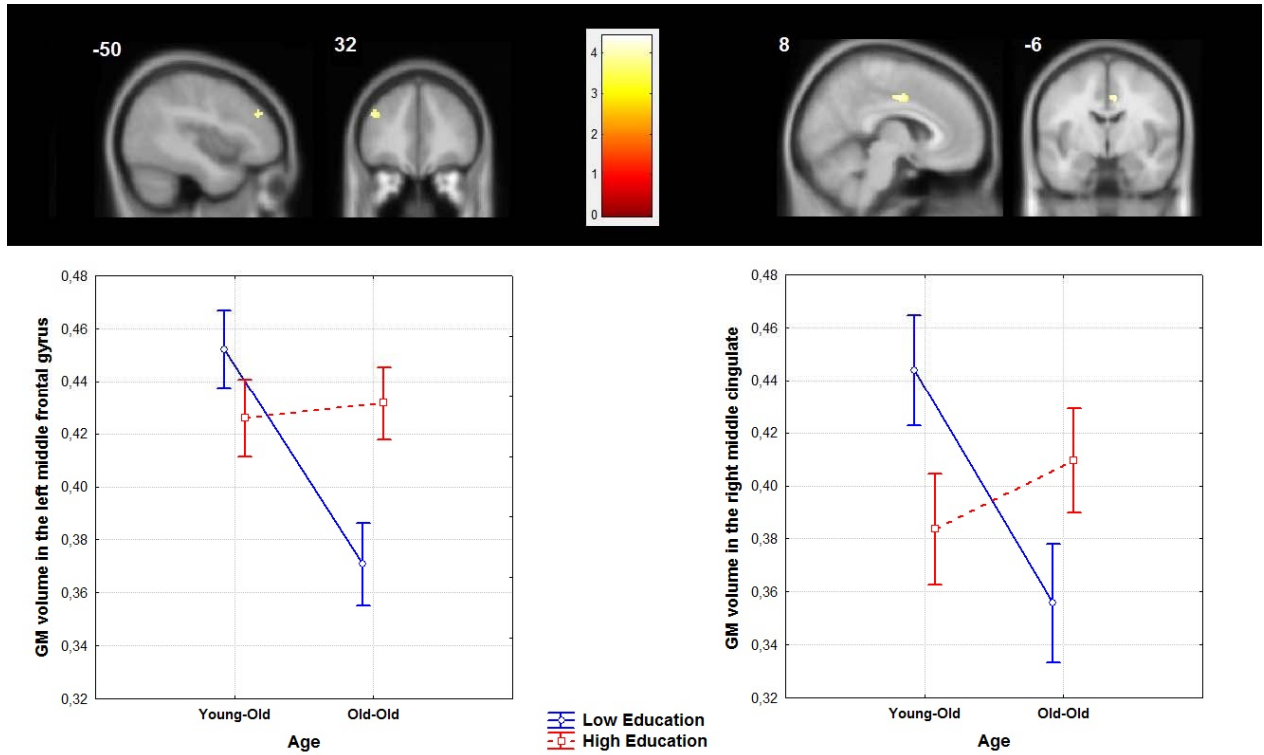 -50
32
4
3
2
1
0
8
-6
GM volume in the left middle frontal gyrus
0,48
0,46
0,44
0,42
0,40
0,38
0,36
0,34
0,32
Young-Old
Old-Old
Age
Low Education
High Education
GM volume in the right middle cingulate
0,48
0,46
0,44
0,42
0,40
0,38
0,36
0,34
0,32
Young-Old
Old-Old
Age